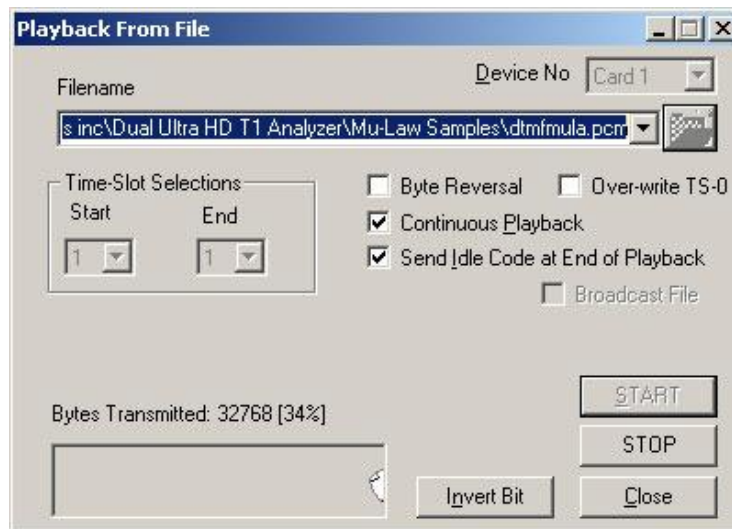 Playback From File
Device No Card 1
Filename
s inc\Dual Ultra HD T1 Analyzer\Mu-Law Samples\dtmfmula.pcm
Time-Slot Selections
Start End
1 1
Byte Reversal Over-write TS-0
Continuous Playback
Send Idle Code at End of Playback
Broadcast File
Bytes Transmitted: 32768 [34%]
START
STOP
Invert Bit Close